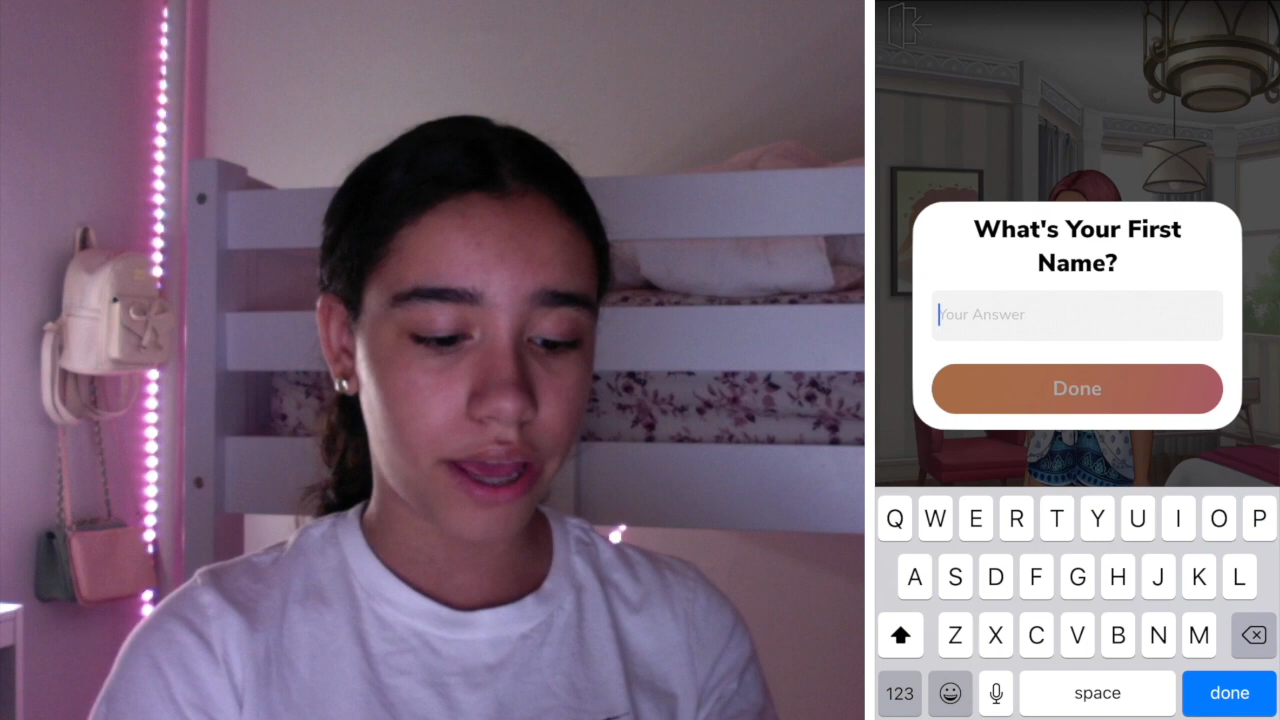 What's Your First
Name?
Your Answer
Done
Q W E R T Y U I O P
A S D F G H J K L
Z X C V B N M
123 space done